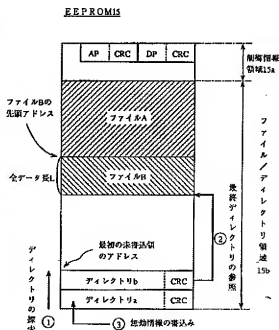 EEPROM15
AP CRC DP CRC
制御情報
領域15a
ファイルBの
先頭アドレス
ファイルA
全データ長L
ファイルB
最初の未書込領域
のアドレス
ディレクトリb CRC
ディレクトリa CRC
③ 無効情報の書込み
ディレクトリの探索
①
②
最終ディレクトリの参照
ファイル/ディレクトリ領域15b